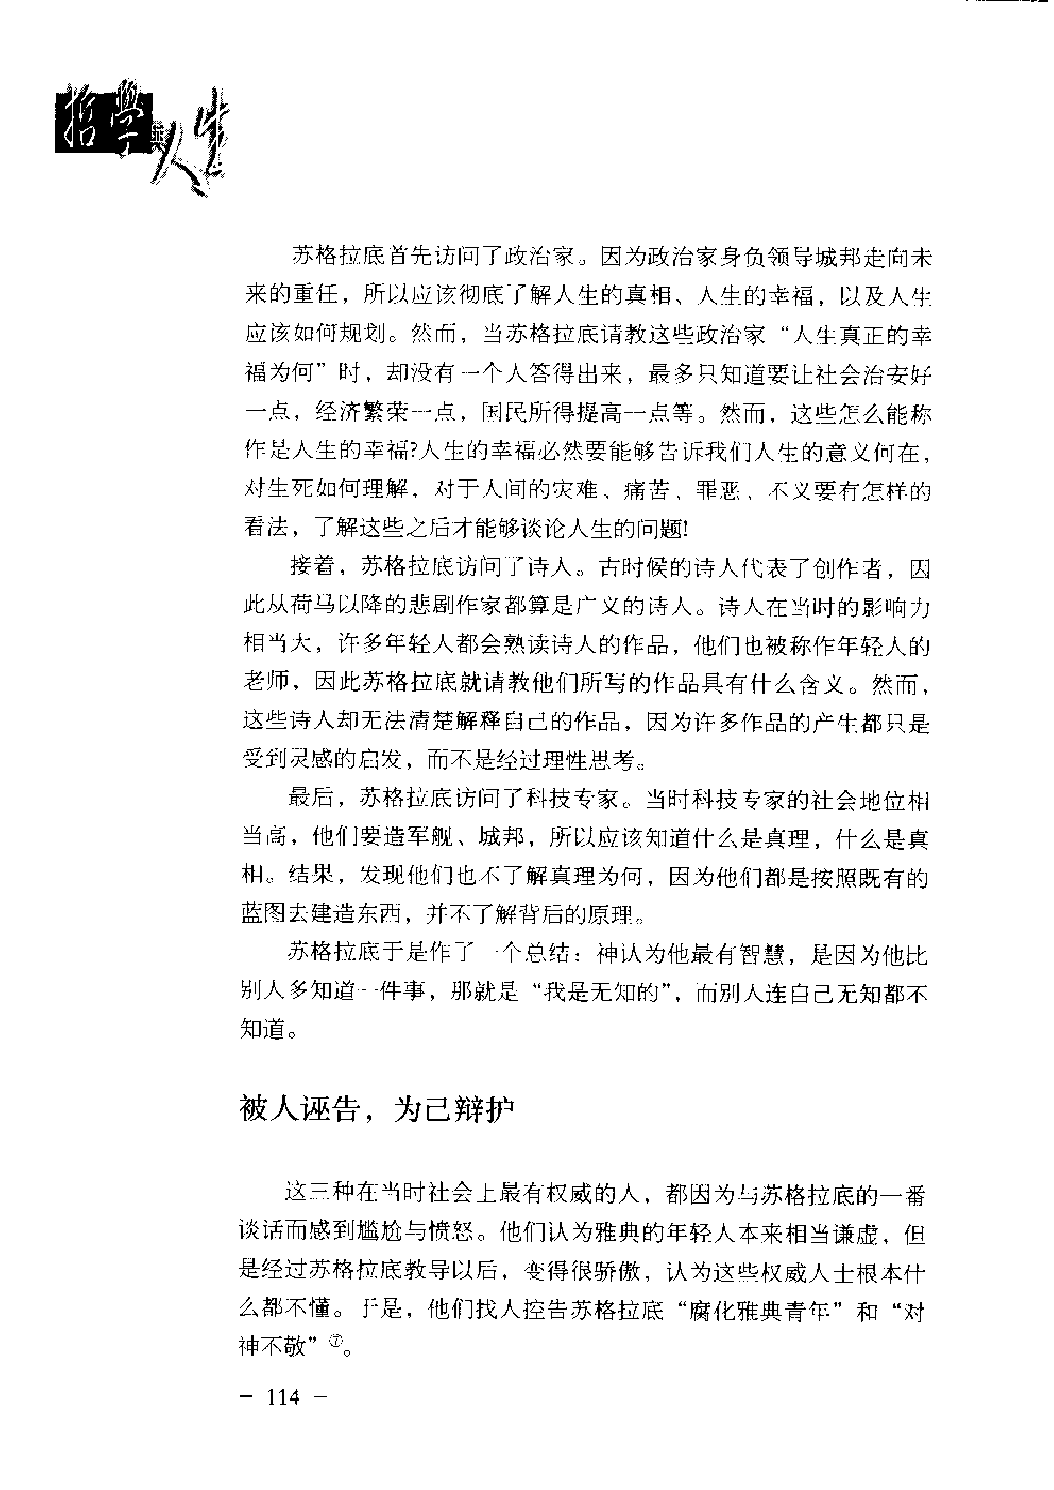 哲學與人生
苏格拉底首先访问了政治家。因为政治家身负领导城邦走向未
来的重任，所以应该彻底了解人生的真相、人生的幸福，以及人生
应该如何规划。然而，当苏格拉底请教这些政治家“人生真正的幸
福为何”时，却没有一个人答得出来，最多只知道要让社会治安好
一点，经济繁荣一点，国民所得提高一点等。然而，这些怎么能称
作是人生的幸福?人生的幸福必然要能够告诉我们人生的意义何在，
对生死如何理解，对于人间的灾难、痛苦、罪恶、不义要有怎样的
看法，了解这些之后才能够谈论人生的问题!
接着，苏格拉底访问了诗人。古时候的诗人代表了创作者，因
此从荷马以降的悲剧作家都算是广义的诗人。诗人在当时的影响力
相当大，许多年轻人都会熟读诗人的作品，他们也被称作年轻人的
老师，因此苏格拉底就请教他们所写的作品具有什么含义。然而，
这些诗人却无法清楚解释自己的作品，因为许多作品的产生都只是
受到灵感的启发，而不是经过理性思考。
最后，苏格拉底访问了科技专家。当时科技专家的社会地位相
当高，他们要造军舰、城邦，所以应该知道什么是真理，什么是真
相。结果，发现他们也不了解真理为何，因为他们都是按照既有的
蓝图去建造东西，并不了解背后的原理。
苏格拉底于是作了一个总结：神认为他最有智慧，是因为他比
别人多知道一件事，那就是“我是无知的”，而别人连自己无知都不
知道。
被人诬告，为己辩护
这三种在当时社会上最有权威的人，都因为与苏格拉底的一番
谈话而感到尴尬与愤怒。他们认为雅典的年轻人本来相当谦虚，但
是经过苏格拉底教导以后，变得很骄傲，认为这些权威人士根本什
么都不懂。于是，他们找人控告苏格拉底“腐化雅典青年”和“对
神不敬”⑦。
- 114 -